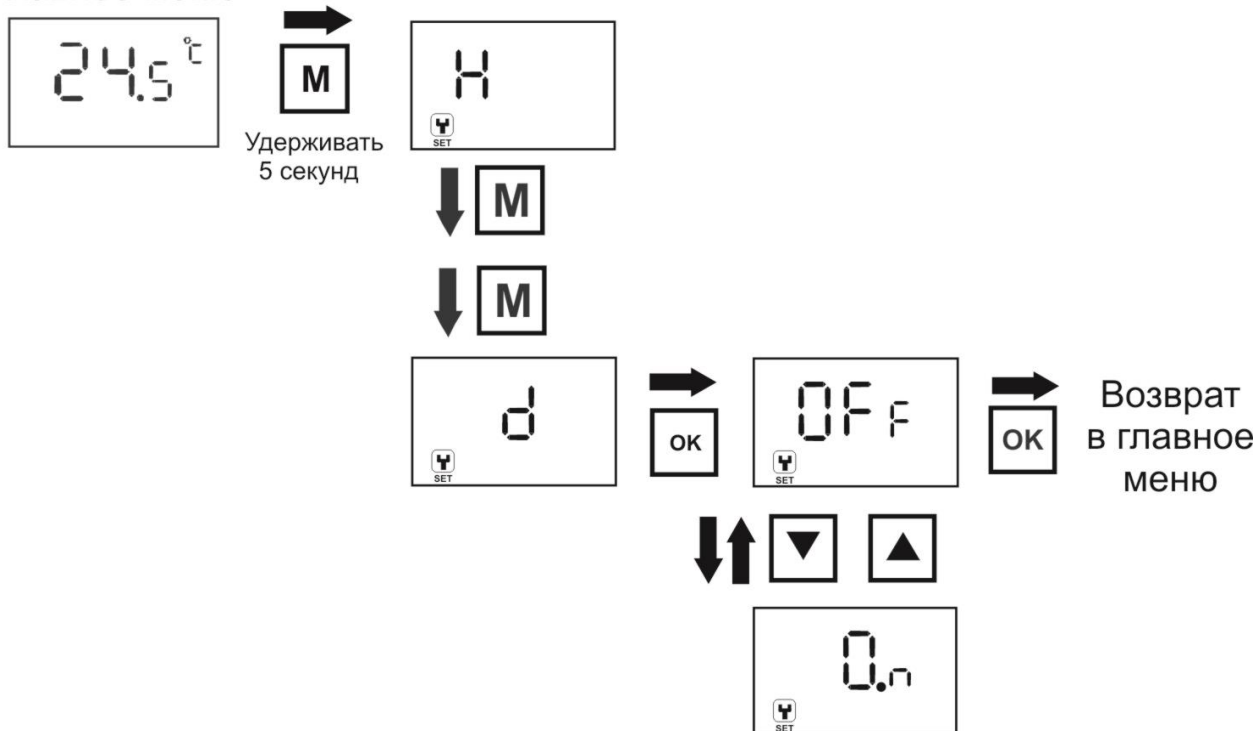 24.5 °C
M
Удерживать
5 секунд
H
SET
M
M
d
SET
OK
OFF
SET
OK
Возврат
в главное
меню
0.n
SET